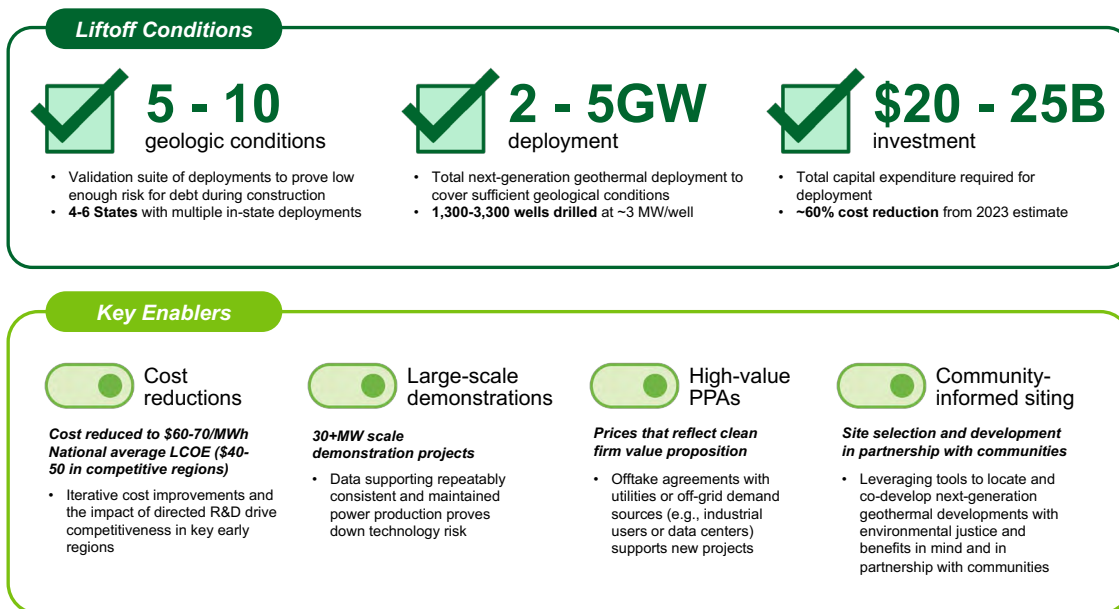 Liftoff Conditions
5 - 10
geologic conditions
• Validation suite of deployments to prove low
enough risk for debt during construction
• 4-6 States with multiple in-state deployments
2 - 5GW
deployment
• Total next-generation geothermal deployment to
cover sufficient geological conditions
• 1,300-3,300 wells drilled at ~3 MW/well
$20 - 25B
investment
• Total capital expenditure required for
deployment
• ~60% cost reduction from 2023 estimate
Key Enablers
Cost
reductions
Cost reduced to $60-70/MWh
National average LCOE ($40-
50 in competitive regions)
• Iterative cost improvements and
the impact of directed R&D drive
competitiveness in key early
regions
Large-scale
demonstrations
30+MW scale
demonstration projects
• Data supporting repeatably
consistent and maintained
power production proves
down technology risk
High-value
PPAs
Prices that reflect clean
firm value proposition
• Offtake agreements with
utilities or off-grid demand
sources (e.g., industrial
users or data centers)
supports new projects
Community-
informed siting
Site selection and development
in partnership with communities
• Leveraging tools to locate and
co-develop next-generation
geothermal developments with
environmental justice and
benefits in mind and in
partnership with communities